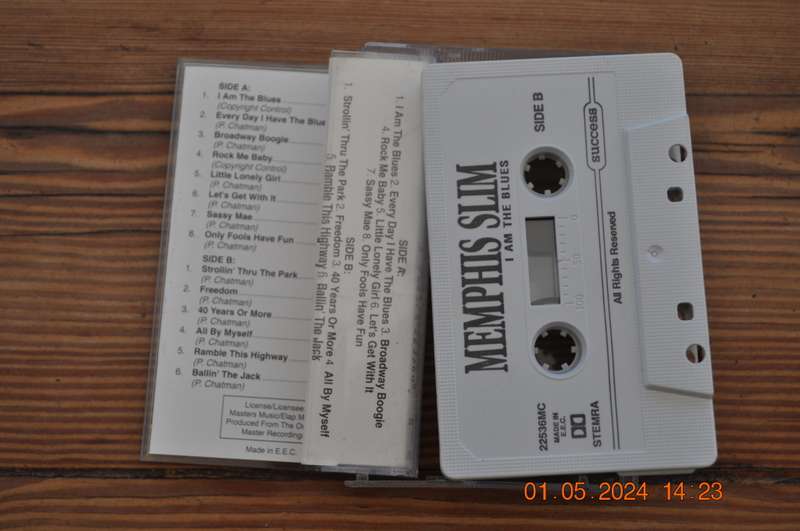 SIDE A:
1. I Am The Blues
(Copyright Control)
2. Every Day I Have The Blue
(P. Chatman)
3. Broadway Boogie
(P. Chatman)
4. Rock Me Baby
(Copyright Control)
5. Little Lonely Girl
(P. Chatman)
6. Let's Get With It
(P. Chatman)
7. Sassy Mae
(P. Chatman)
8. Only Fools Have Fun
(P. Chatman)
SIDE B:
1. Strollin' Thru The Park
(P. Chatman)
2. Freedom
(P. Chatman)
3. 40 Years Or More
(P. Chatman)
4. All By Myself
(P. Chatman)
5. Ramble This Highway
(P. Chatman)
6. Ballin' The Jack
(P. Chatman)
License/Licensee
Masters Music/Elap M
Produced From The Or
Master Recording
Made in E.E.C.
SIDE A:
1. I Am The Blues 2. Every Day I Have The Blues 3. Broadway Boogie
4. Rock Me Baby 5. Little Lonely Girl 6. Let's Get With It
7. Sassy Mae 8. Only Fools Have Fun
SIDE B:
1. Strollin' Thru The Park 2. Freedom 3. 40 Years Or More 4. All By Myself
5. Ramble This Highway 6. Ballin' The Jack
MEMPHIS SLIM
I AM THE BLUES
SIDE B
success
0
50
100
All Rights Reserved
22536MC
MADE IN
E.E.C.
STEMRA
01.05.2024 14:23